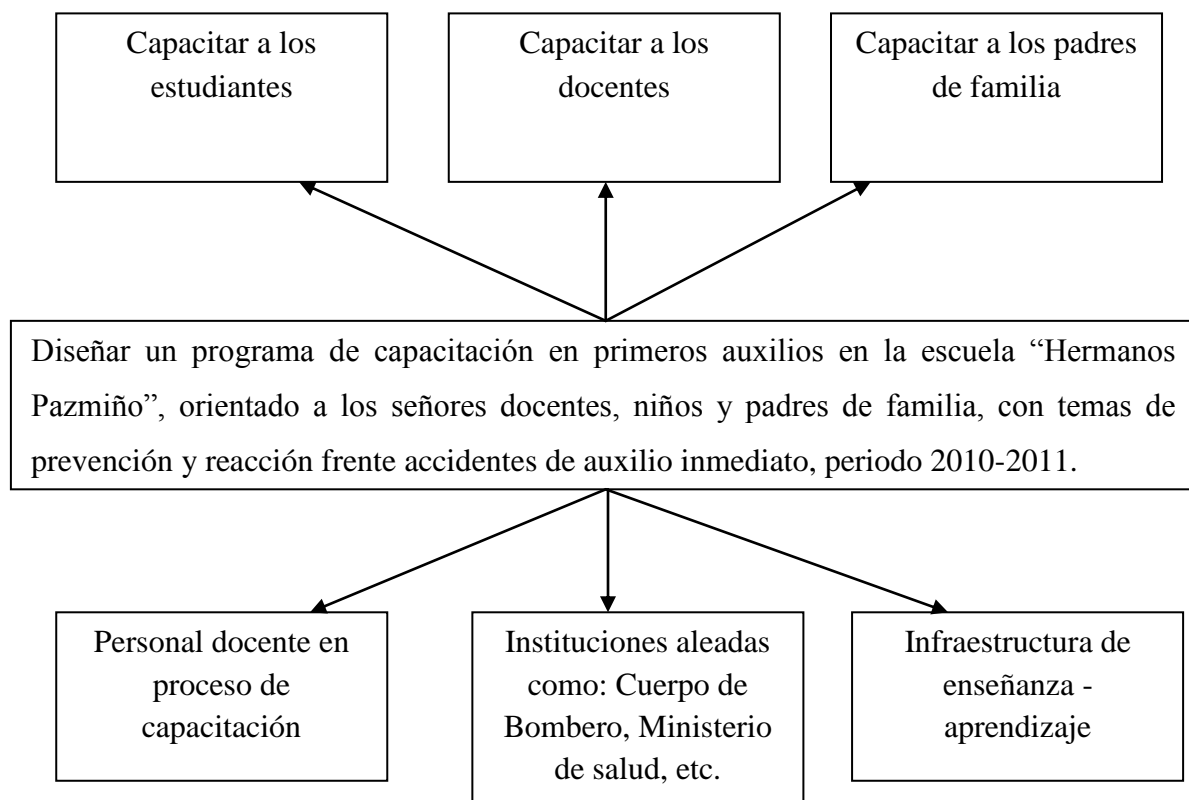 Capacitar a los
estudiantes
Capacitar a los
docentes
Capacitar a los padres
de familia
Diseñar un programa de capacitación en primeros auxilios en la escuela “Hermanos
Pazmiño”, orientado a los señores docentes, niños y padres de familia, con temas de
prevención y reacción frente accidentes de auxilio inmediato, periodo 2010-2011.
Personal docente en
proceso de
capacitación
Instituciones aleadas
como: Cuerpo de
Bombero, Ministerio
de salud, etc.
Infraestructura de
enseñanza -
aprendizaje